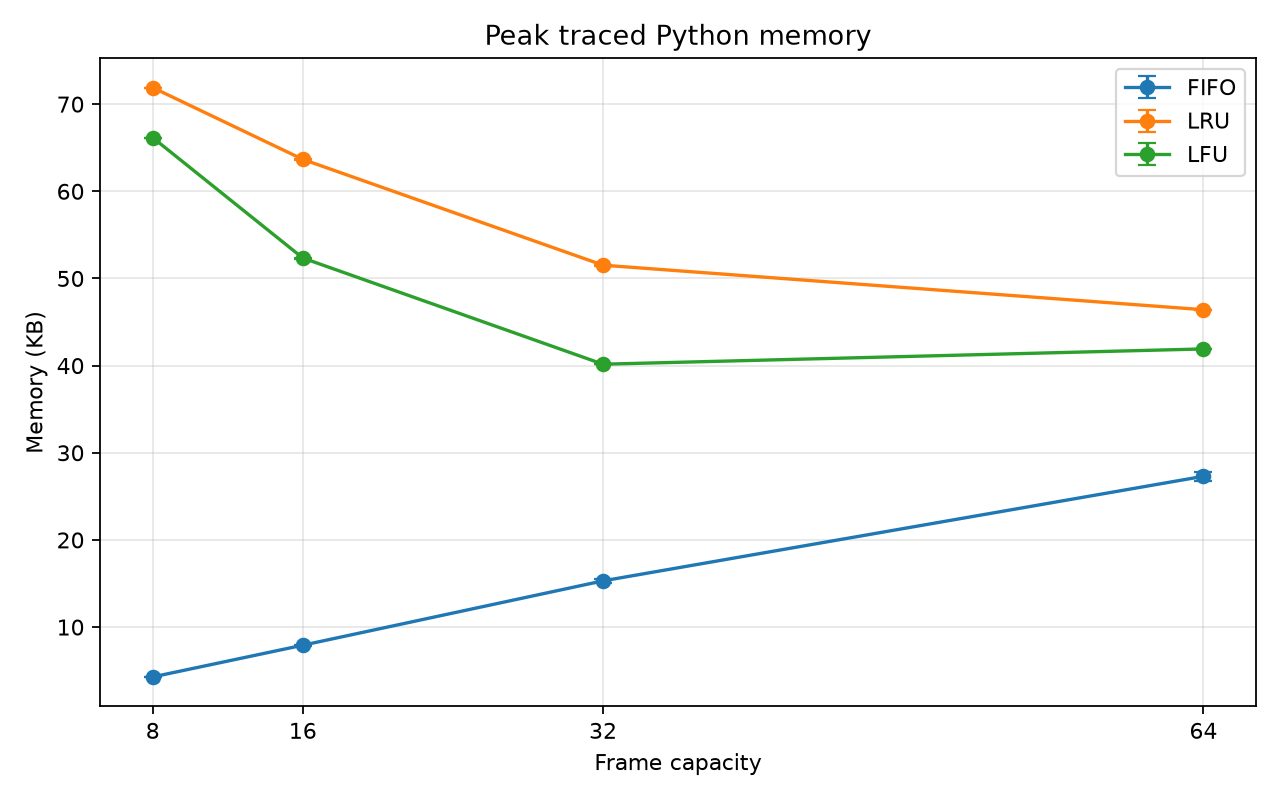 Peak traced Python memory
FIFO
LRU
LFU
70
60
50
40
30
20
10
Memory (KB)
8 16 32 64
Frame capacity